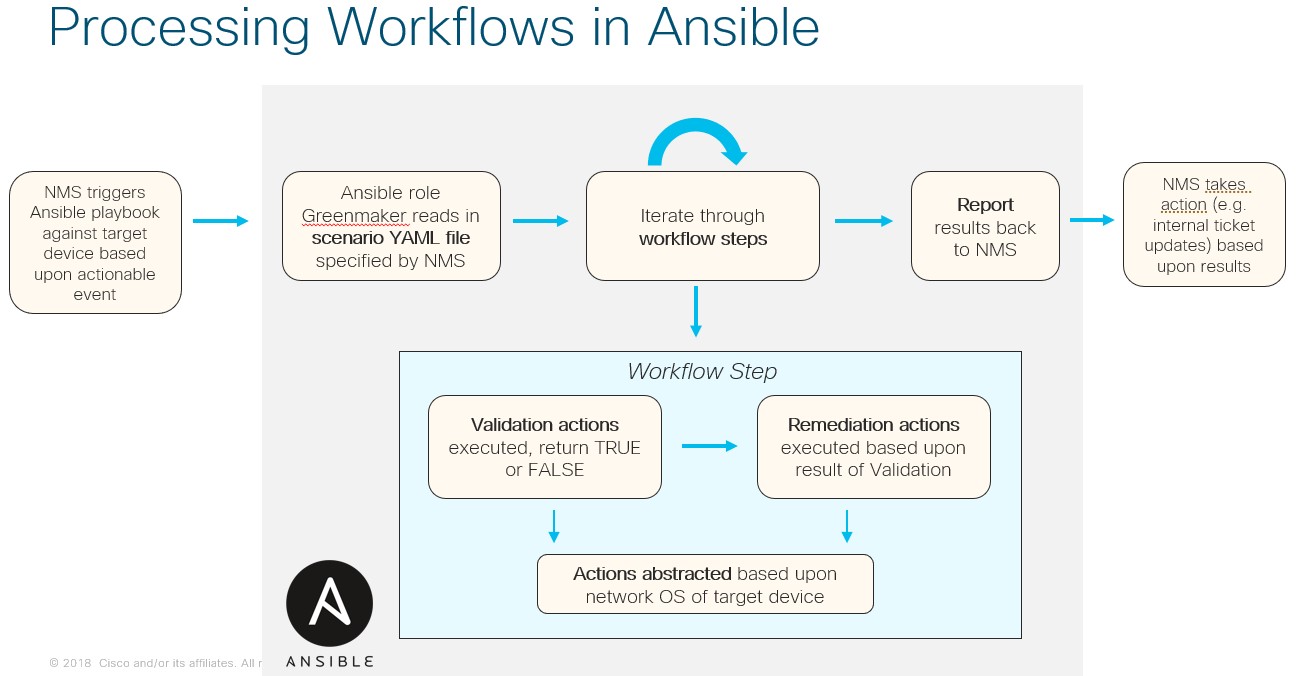 Processing Workflows in Ansible
NMS triggers
Ansible playbook
against target
device based
upon actionable
event
Ansible role
Greenmaker reads in
scenario YAML file
specified by NMS
Iterate through
workflow steps
Report
results back
to NMS
NMS takes
action (e.g.
internal ticket
updates) based
upon results
Workflow Step
Validation actions
executed, return TRUE
or FALSE
Remediation actions
executed based upon
result of Validation
Actions abstracted based upon
network OS of target device
ANSIBLE
© 2018 Cisco and/or its affiliates. All r